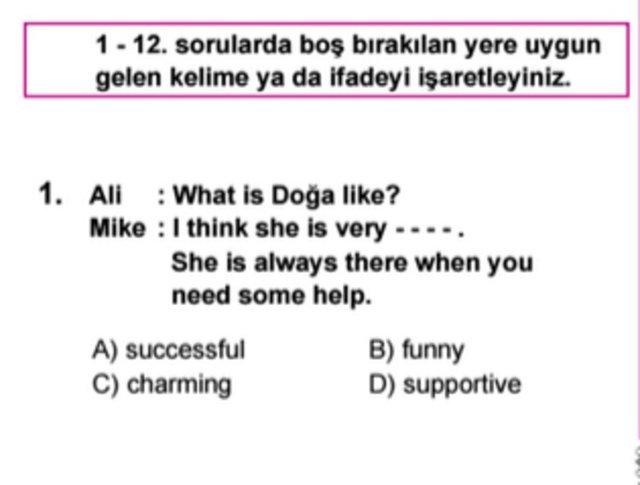 1 - 12. sorularda boş bırakılan yere uygun
gelen kelime ya da ifadeyi işaretleyiniz.
1. Ali : What is Doğa like?
Mike : I think she is very - - - - .
She is always there when you
need some help.
A) successful B) funny
C) charming D) supportive